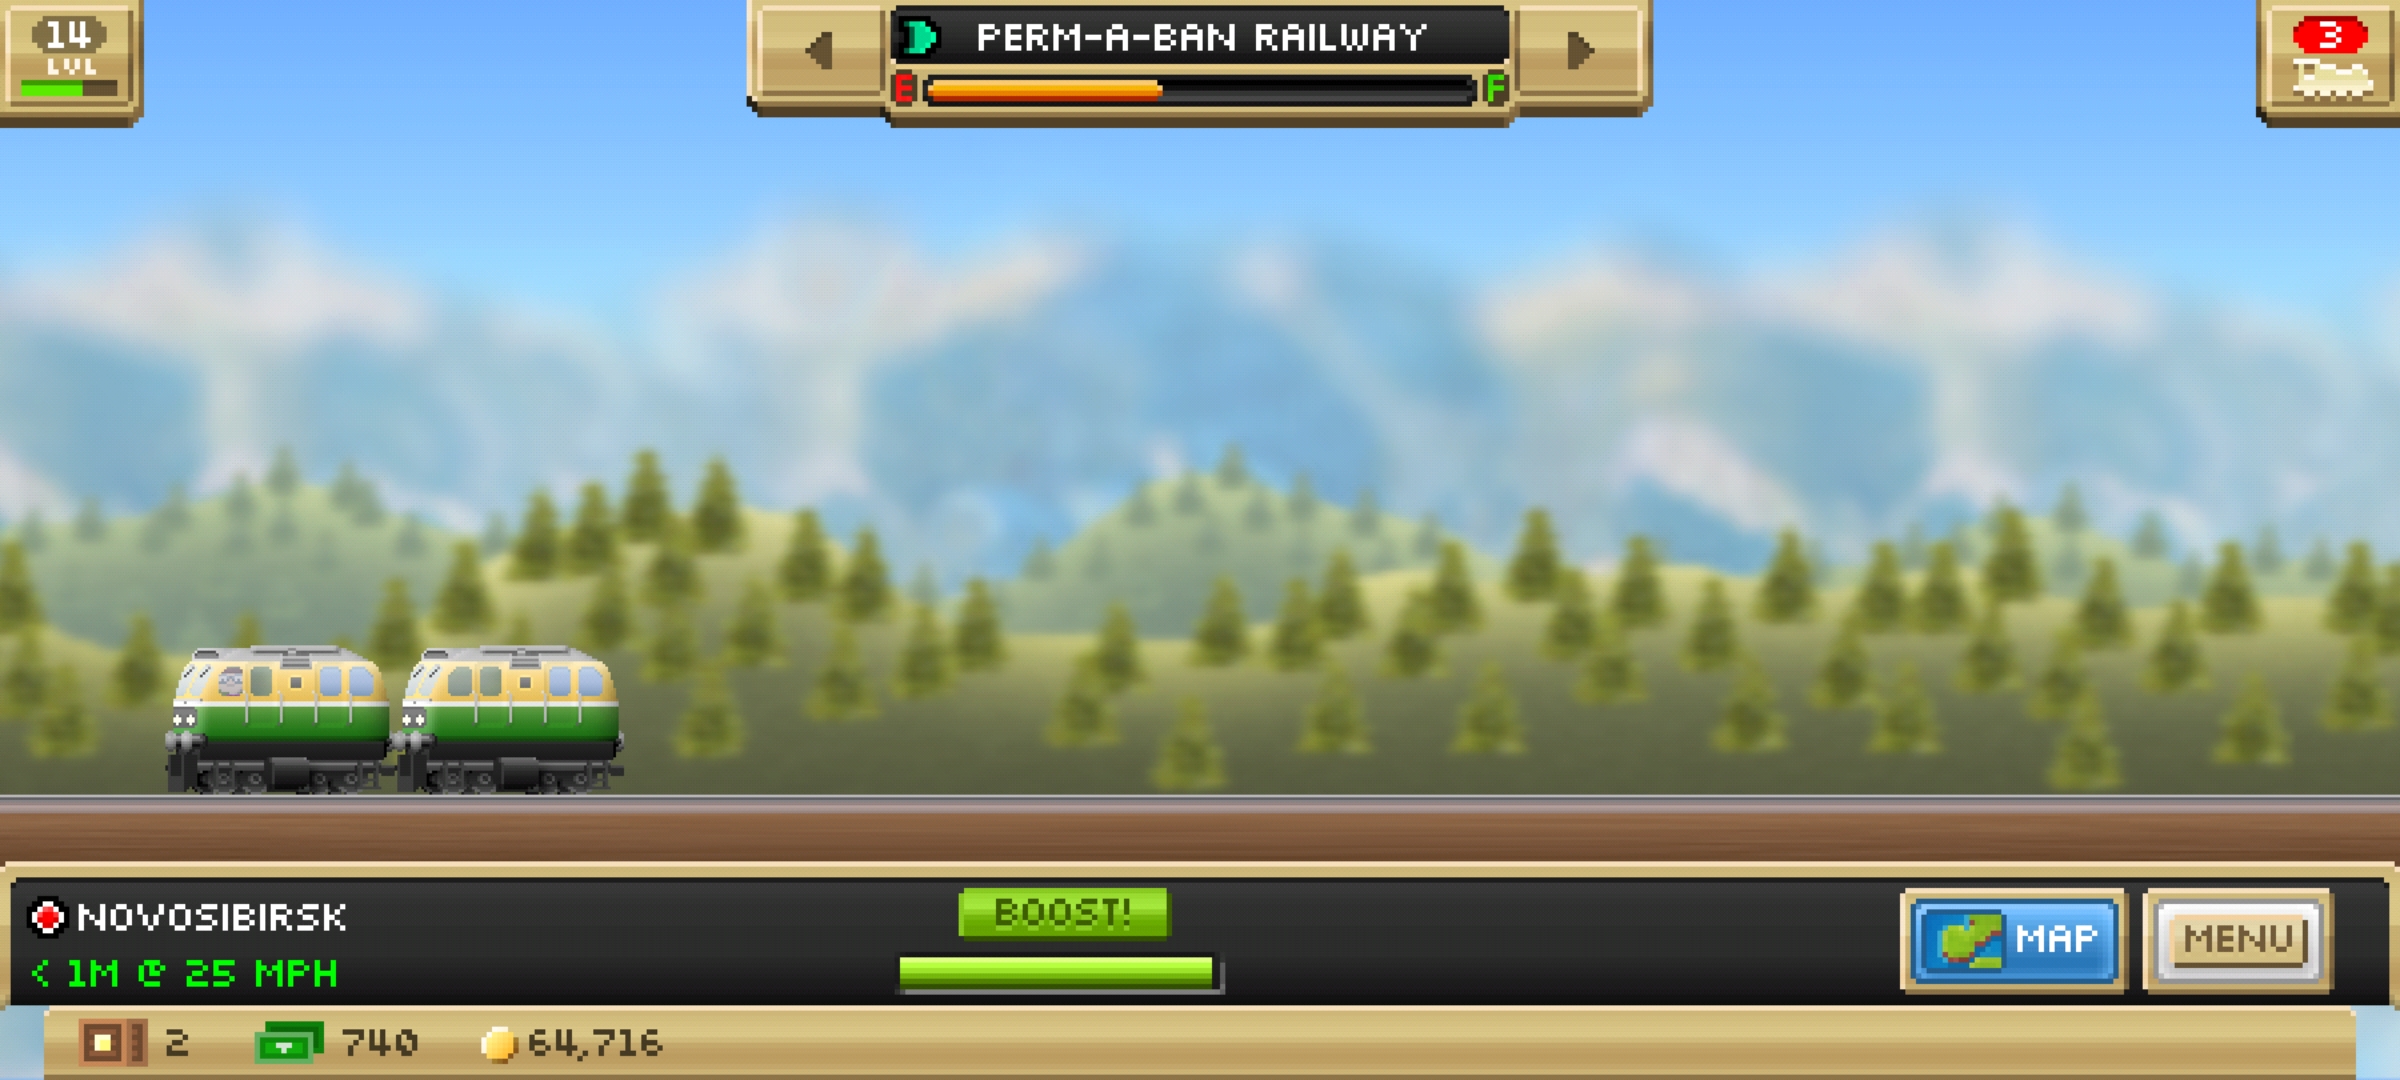 14
LVL
PERM-A-BAN RAILWAY
E F
3
NOVOSIBIRSK
< 1M @ 25 MPH
BOOST!
MAP
MENU
2 740 64,716